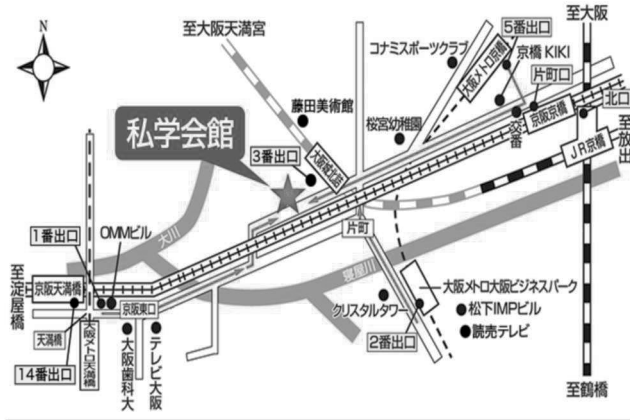 至大阪
5番出口
至大阪天満宮
コナミスポーツクラブ
大阪メトロ京橋
京橋KIKI
片町口
北口
藤田美術館
桜宮幼稚園
交番
京阪京橋
至放出
私学会館
3番出口
大阪城北詰
JR京橋
N
1番出口
OMMビル
大川
片町
寝屋川
至淀屋橋
京阪天満橋
京阪東口
天満橋
大阪メトロ天満橋
14番出口
大阪歯科大
テレビ大阪
クリスタルタワー
2番出口
大阪メトロ大阪ビジネスパーク
松下IMPビル
読売テレビ
至鶴橋